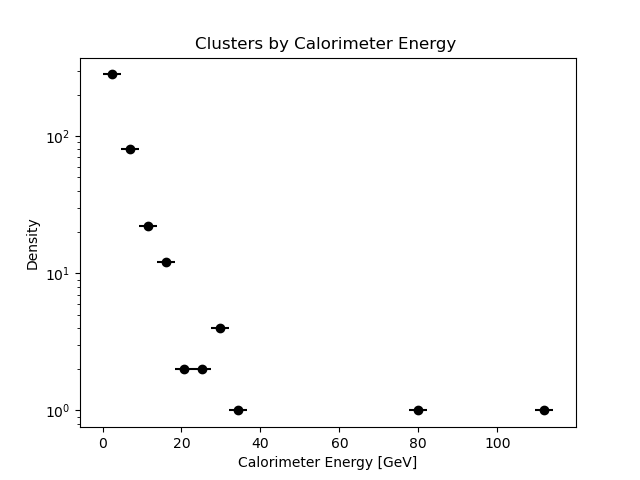 Clusters by Calorimeter Energy
10²
10¹
10⁰
Density
0 20 40 60 80 100
Calorimeter Energy [GeV]